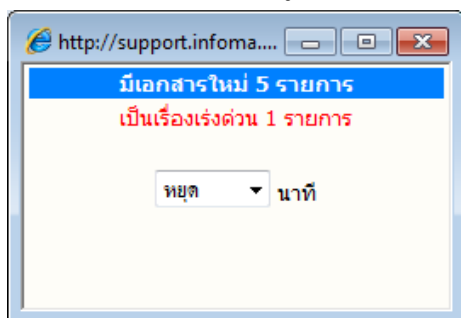 http://support.infoma....
มีเอกสารใหม่ 5 รายการ
เป็นเรื่องเร่งด่วน 1 รายการ
หยุด นาที